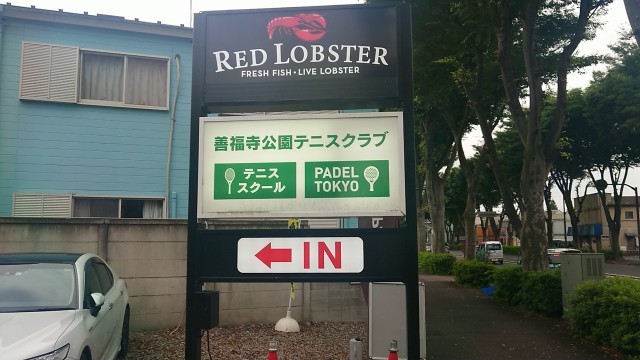 RED LOBSTER
FRESH FISH • LIVE LOBSTER
善福寺公園テニスクラブ
テニス
スクール
PADEL
TOKYO
← IN